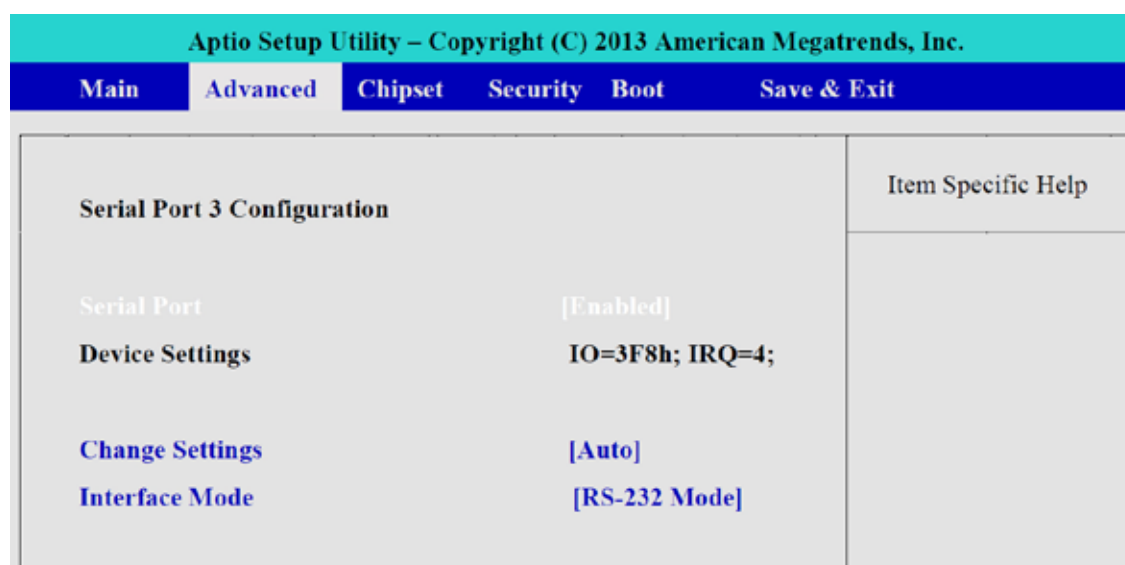 Aptio Setup Utility – Copyright (C) 2013 American Megatrends, Inc.
Main Advanced Chipset Security Boot Save & Exit
Item Specific Help
Serial Port 3 Configuration
Serial Port [Enabled]
Device Settings IO=3F8h; IRQ=4;
Change Settings [Auto]
Interface Mode [RS-232 Mode]